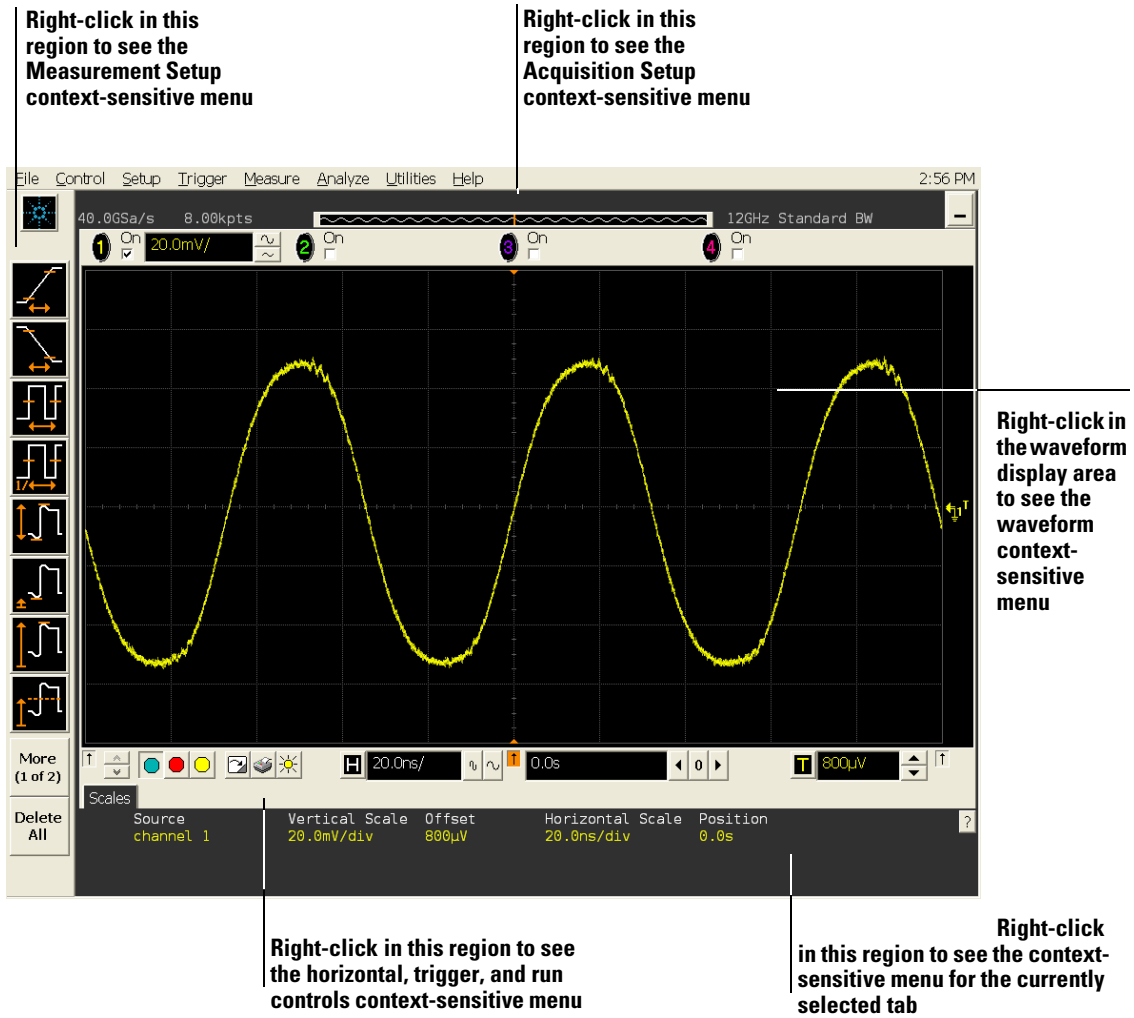 Right-click in this
region to see the
Measurement Setup
context-sensitive menu
Right-click in this
region to see the
Acquisition Setup
context-sensitive menu
File Control Setup Trigger Measure Analyze Utilities Help 2:56 PM
40.0GSa/s 8.00kpts 12GHz Standard BW
1 On 20.0mV/ 2 On 3 On 4 On
1/
Right-click in
the waveform
display area
to see the
waveform
context-
sensitive
menu
1 T
More
(1 of 2)
H 20.0ns/ 0.0s 0 T 800µV
Delete
All
Scales
Source Vertical Scale Offset Horizontal Scale Position ?
channel 1 20.0mV/div 800µV 20.0ns/div 0.0s
Right-click in this region to see
the horizontal, trigger, and run
controls context-sensitive menu
Right-click
in this region to see the context-
sensitive menu for the currently
selected tab